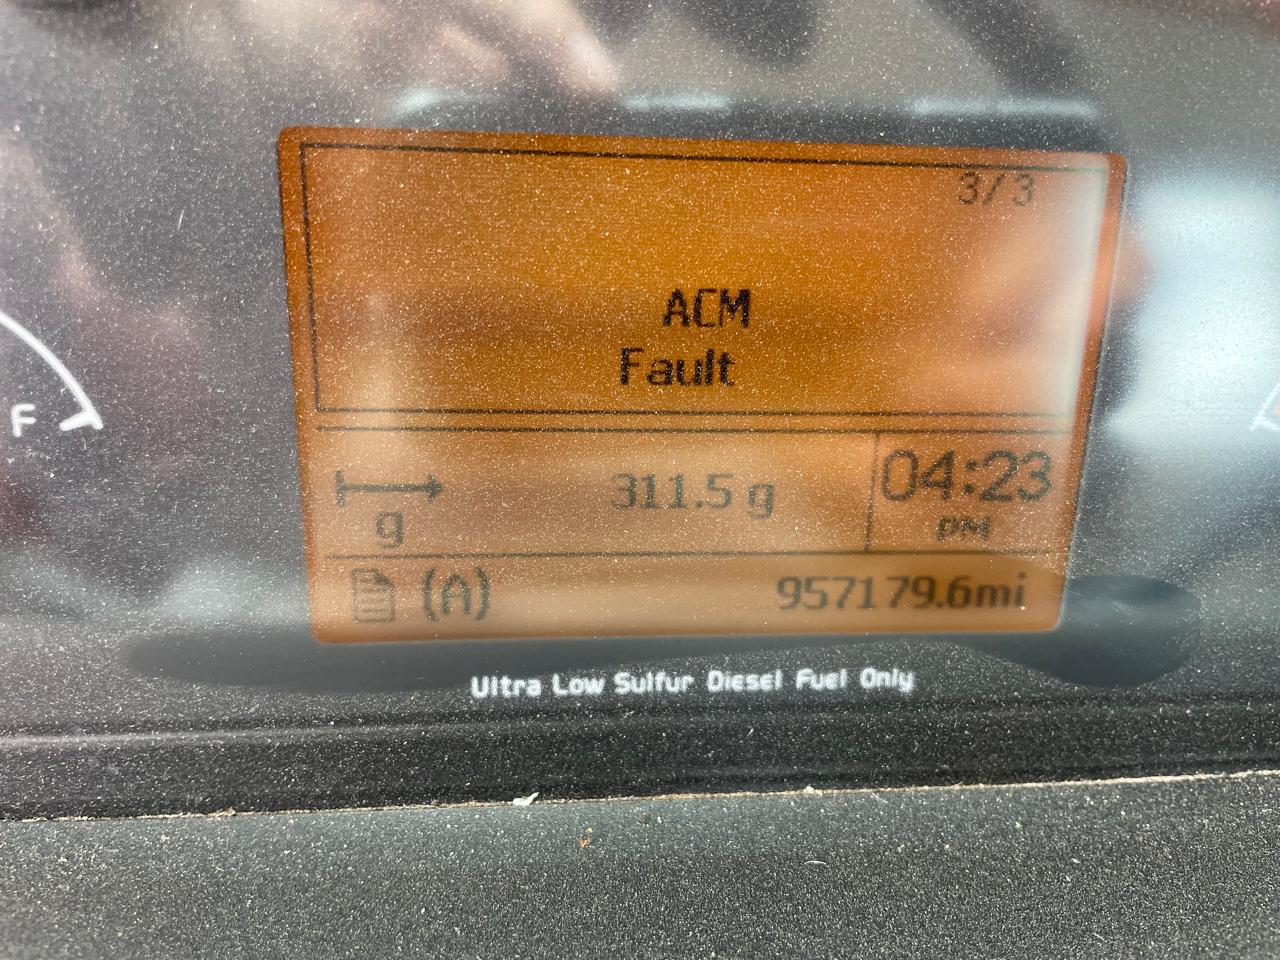 3/3
ACM
Fault
g
311.5 g
04:23
PM
(A)
957179.6mi
F
Ultra Low Sulfur Diesel Fuel Only